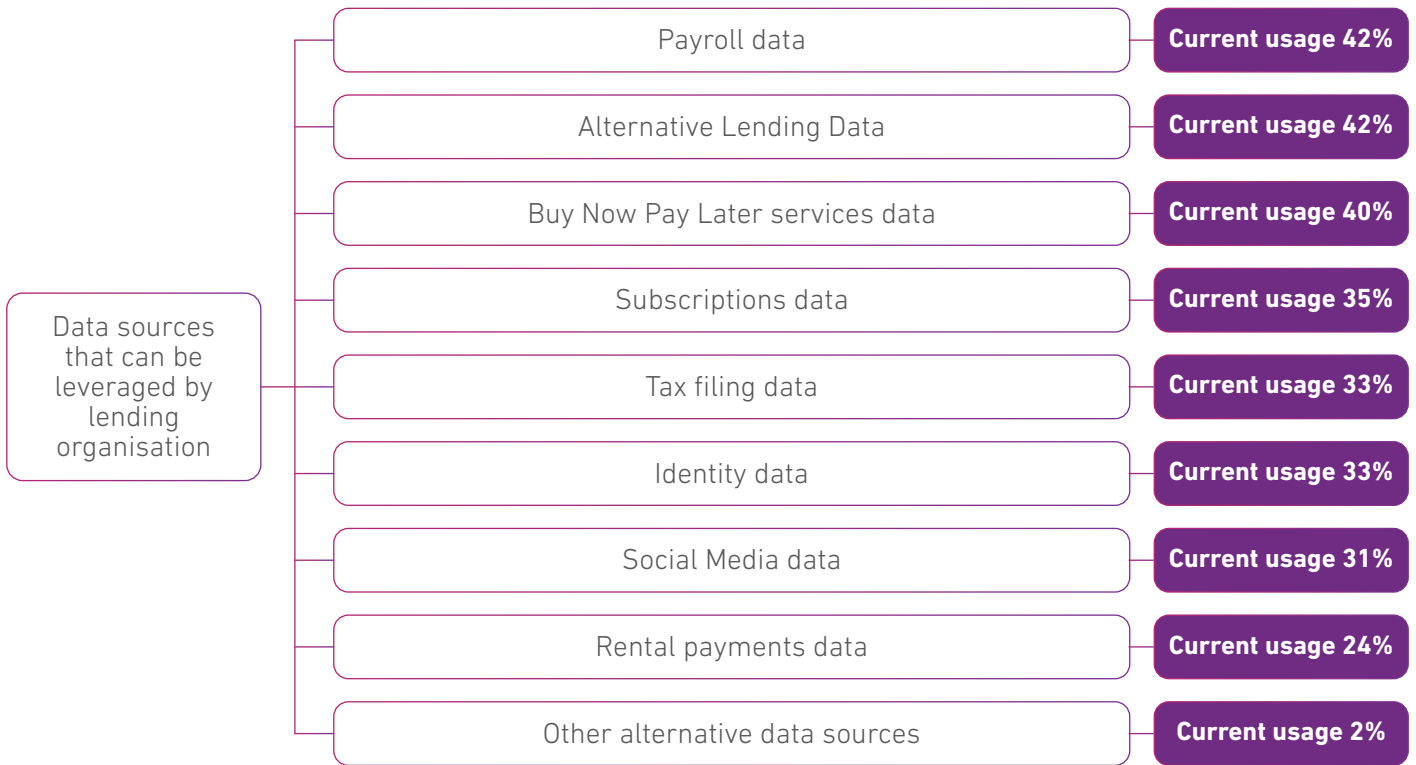 Payroll data
Current usage 42%
Alternative Lending Data
Current usage 42%
Buy Now Pay Later services data
Current usage 40%
Subscriptions data
Current usage 35%
Data sources
that can be
leveraged by
lending
organisation
Tax filing data
Current usage 33%
Identity data
Current usage 33%
Social Media data
Current usage 31%
Rental payments data
Current usage 24%
Other alternative data sources
Current usage 2%